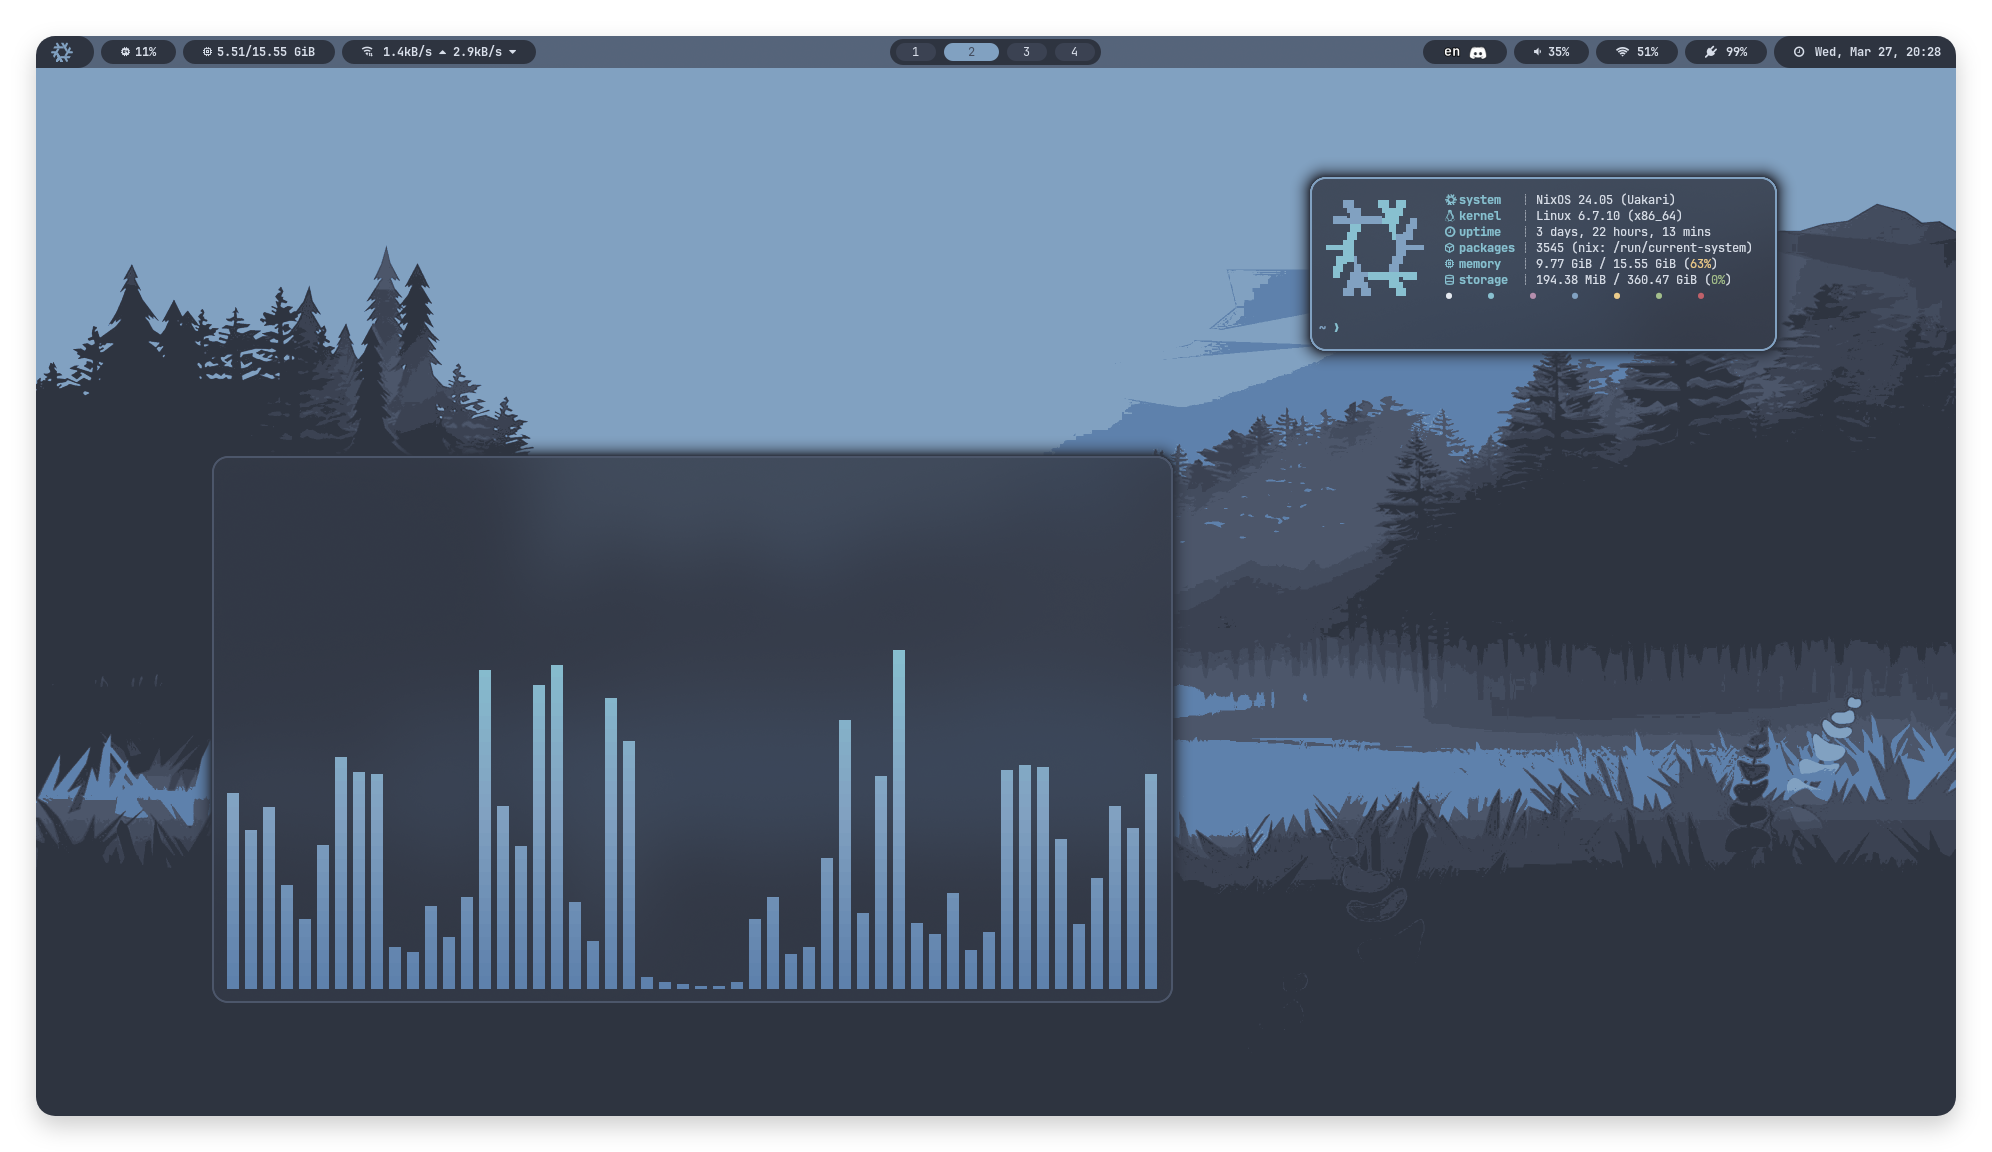 11% 5.51/15.55 GiB 1.4kB/s 2.9kB/s 1 2 3 4 en 35% 51% 99% Wed, Mar 27, 20:28
system | NixOS 24.05 (Uakari)
kernel | Linux 6.7.10 (x86_64)
uptime | 3 days, 22 hours, 13 mins
packages | 3545 (nix: /run/current-system)
memory | 9.77 GiB / 15.55 GiB (63%)
storage | 194.38 MiB / 360.47 GiB (0%)
~ ❯